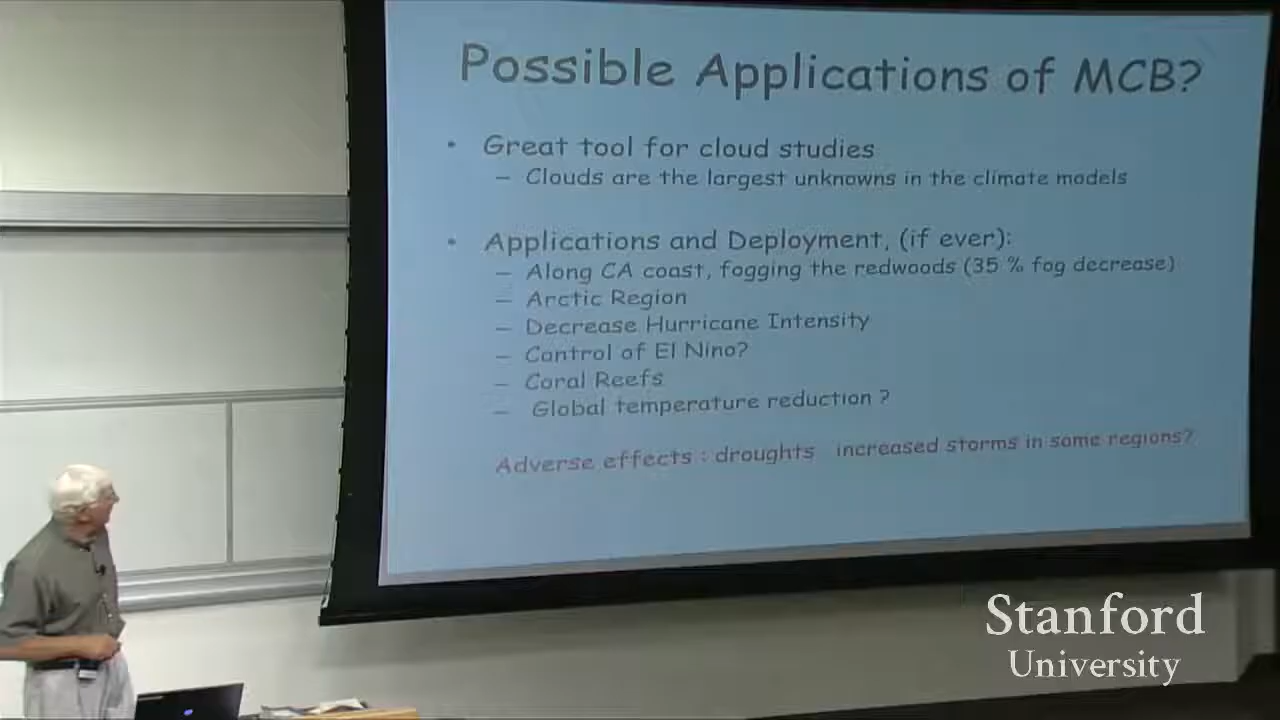 Possible Applications of MCB?
• Great tool for cloud studies
– Clouds are the largest unknowns in the climate models
• Applications and Deployment, (if ever):
– Along CA coast, fogging the redwoods (35 % fog decrease)
– Arctic Region
– Decrease Hurricane Intensity
– Control of El Nino?
– Coral Reefs
– Global temperature reduction ?
Adverse effects : droughts increased storms in some regions?
Stanford
University